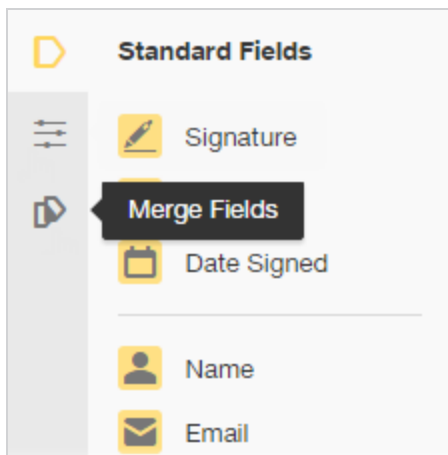 Standard Fields
Signature
Merge Fields
Date Signed
Name
Email